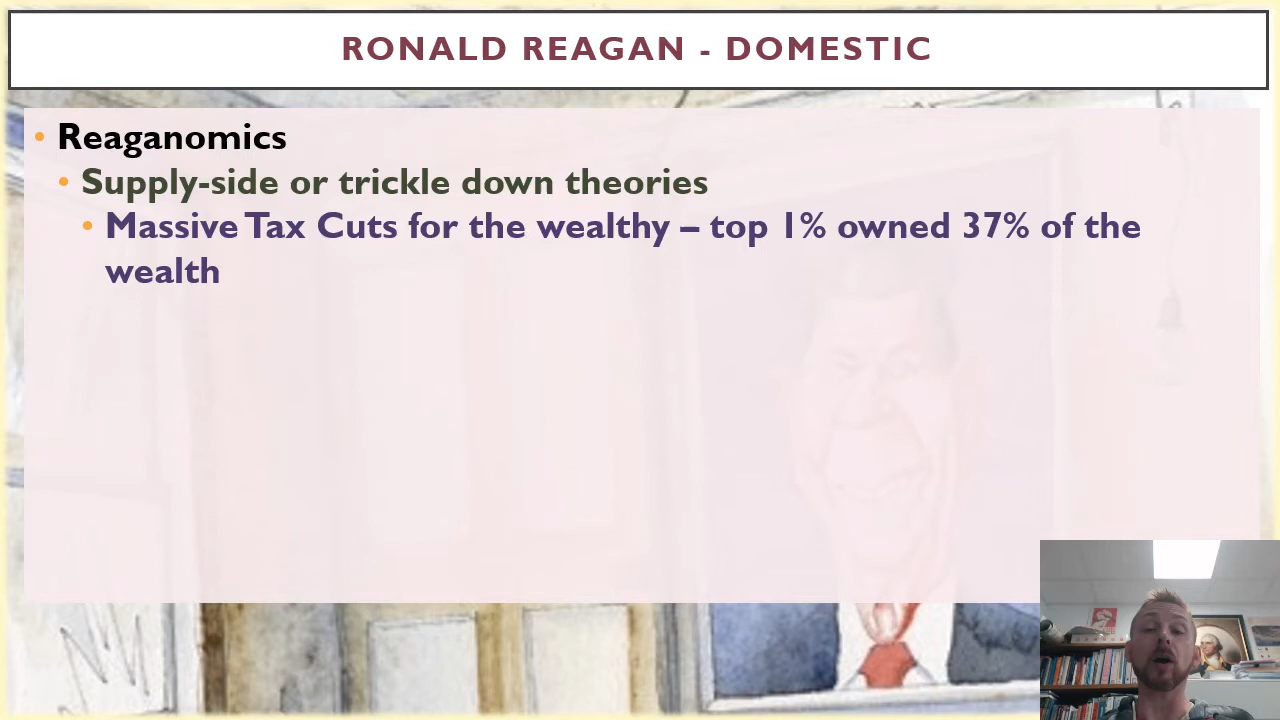 RONALD REAGAN - DOMESTIC
• Reaganomics
• Supply-side or trickle down theories
• Massive Tax Cuts for the wealthy – top 1% owned 37% of the
wealth